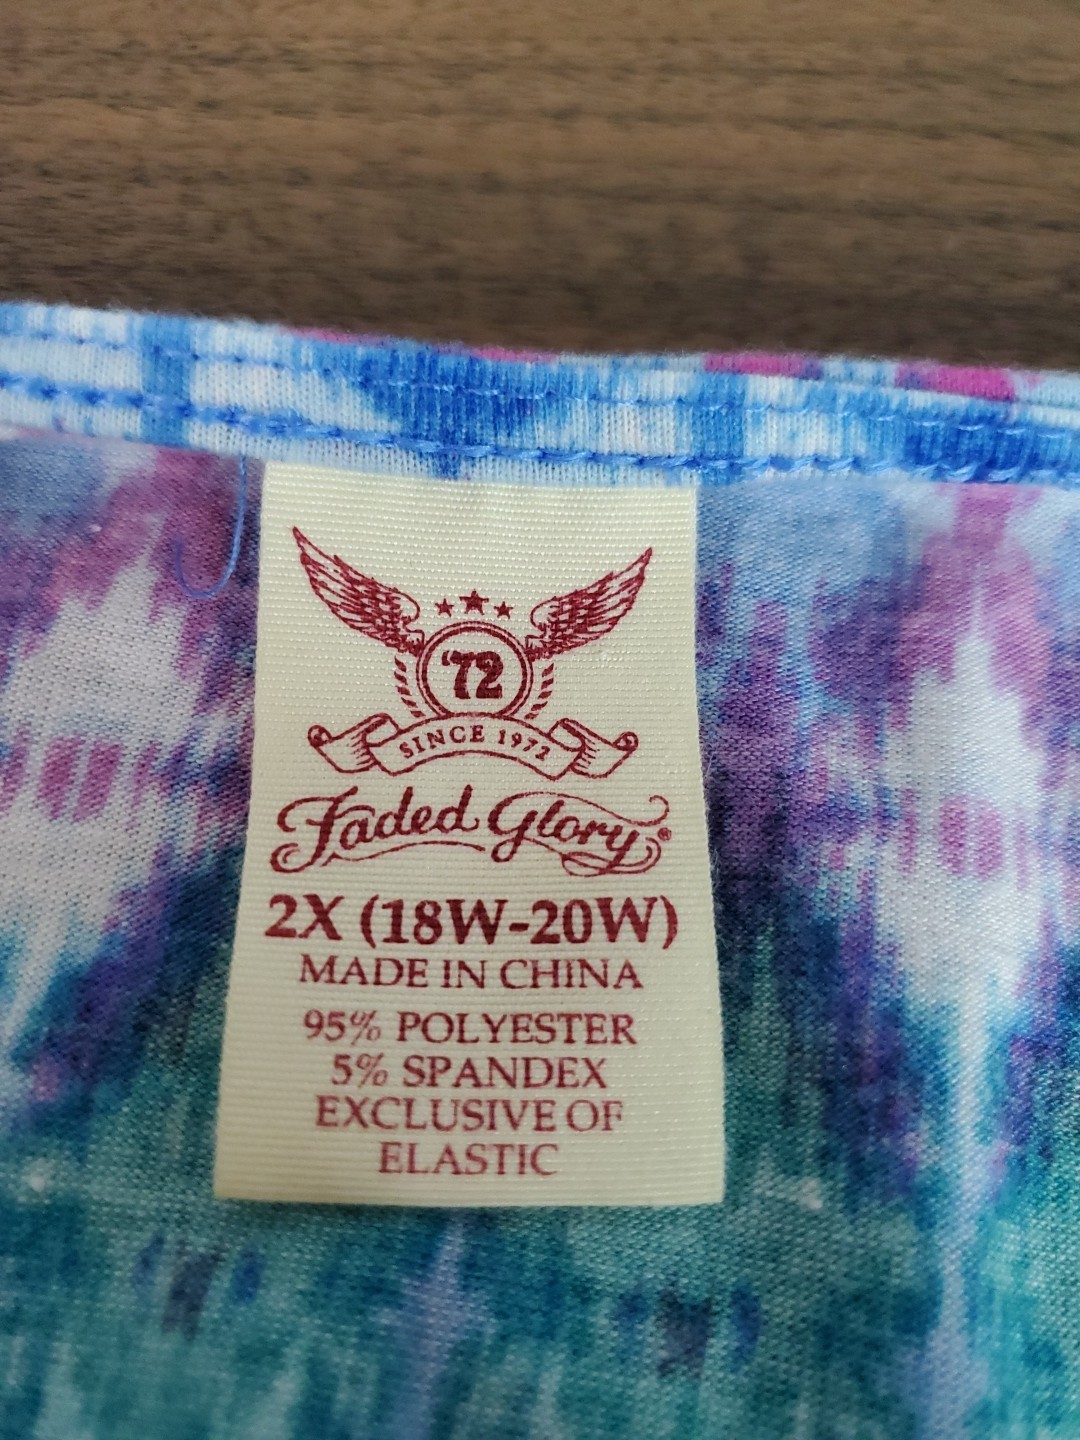 '72
SINCE 1972
Faded Glory®
2X (18W-20W)
MADE IN CHINA
95% POLYESTER
5% SPANDEX
EXCLUSIVE OF
ELASTIC